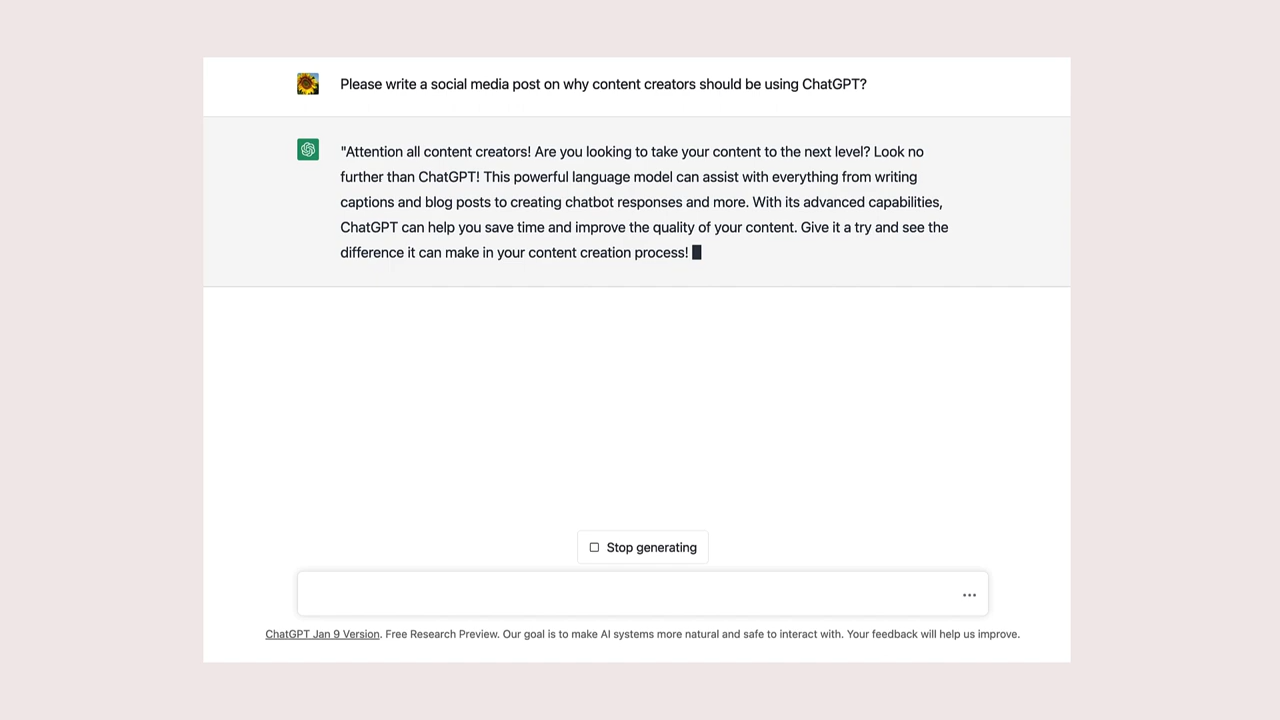 Please write a social media post on why content creators should be using ChatGPT?
"Attention all content creators! Are you looking to take your content to the next level? Look no
further than ChatGPT! This powerful language model can assist with everything from writing
captions and blog posts to creating chatbot responses and more. With its advanced capabilities,
ChatGPT can help you save time and improve the quality of your content. Give it a try and see the
difference it can make in your content creation process!
Stop generating
ChatGPT Jan 9 Version. Free Research Preview. Our goal is to make AI systems more natural and safe to interact with. Your feedback will help us improve.